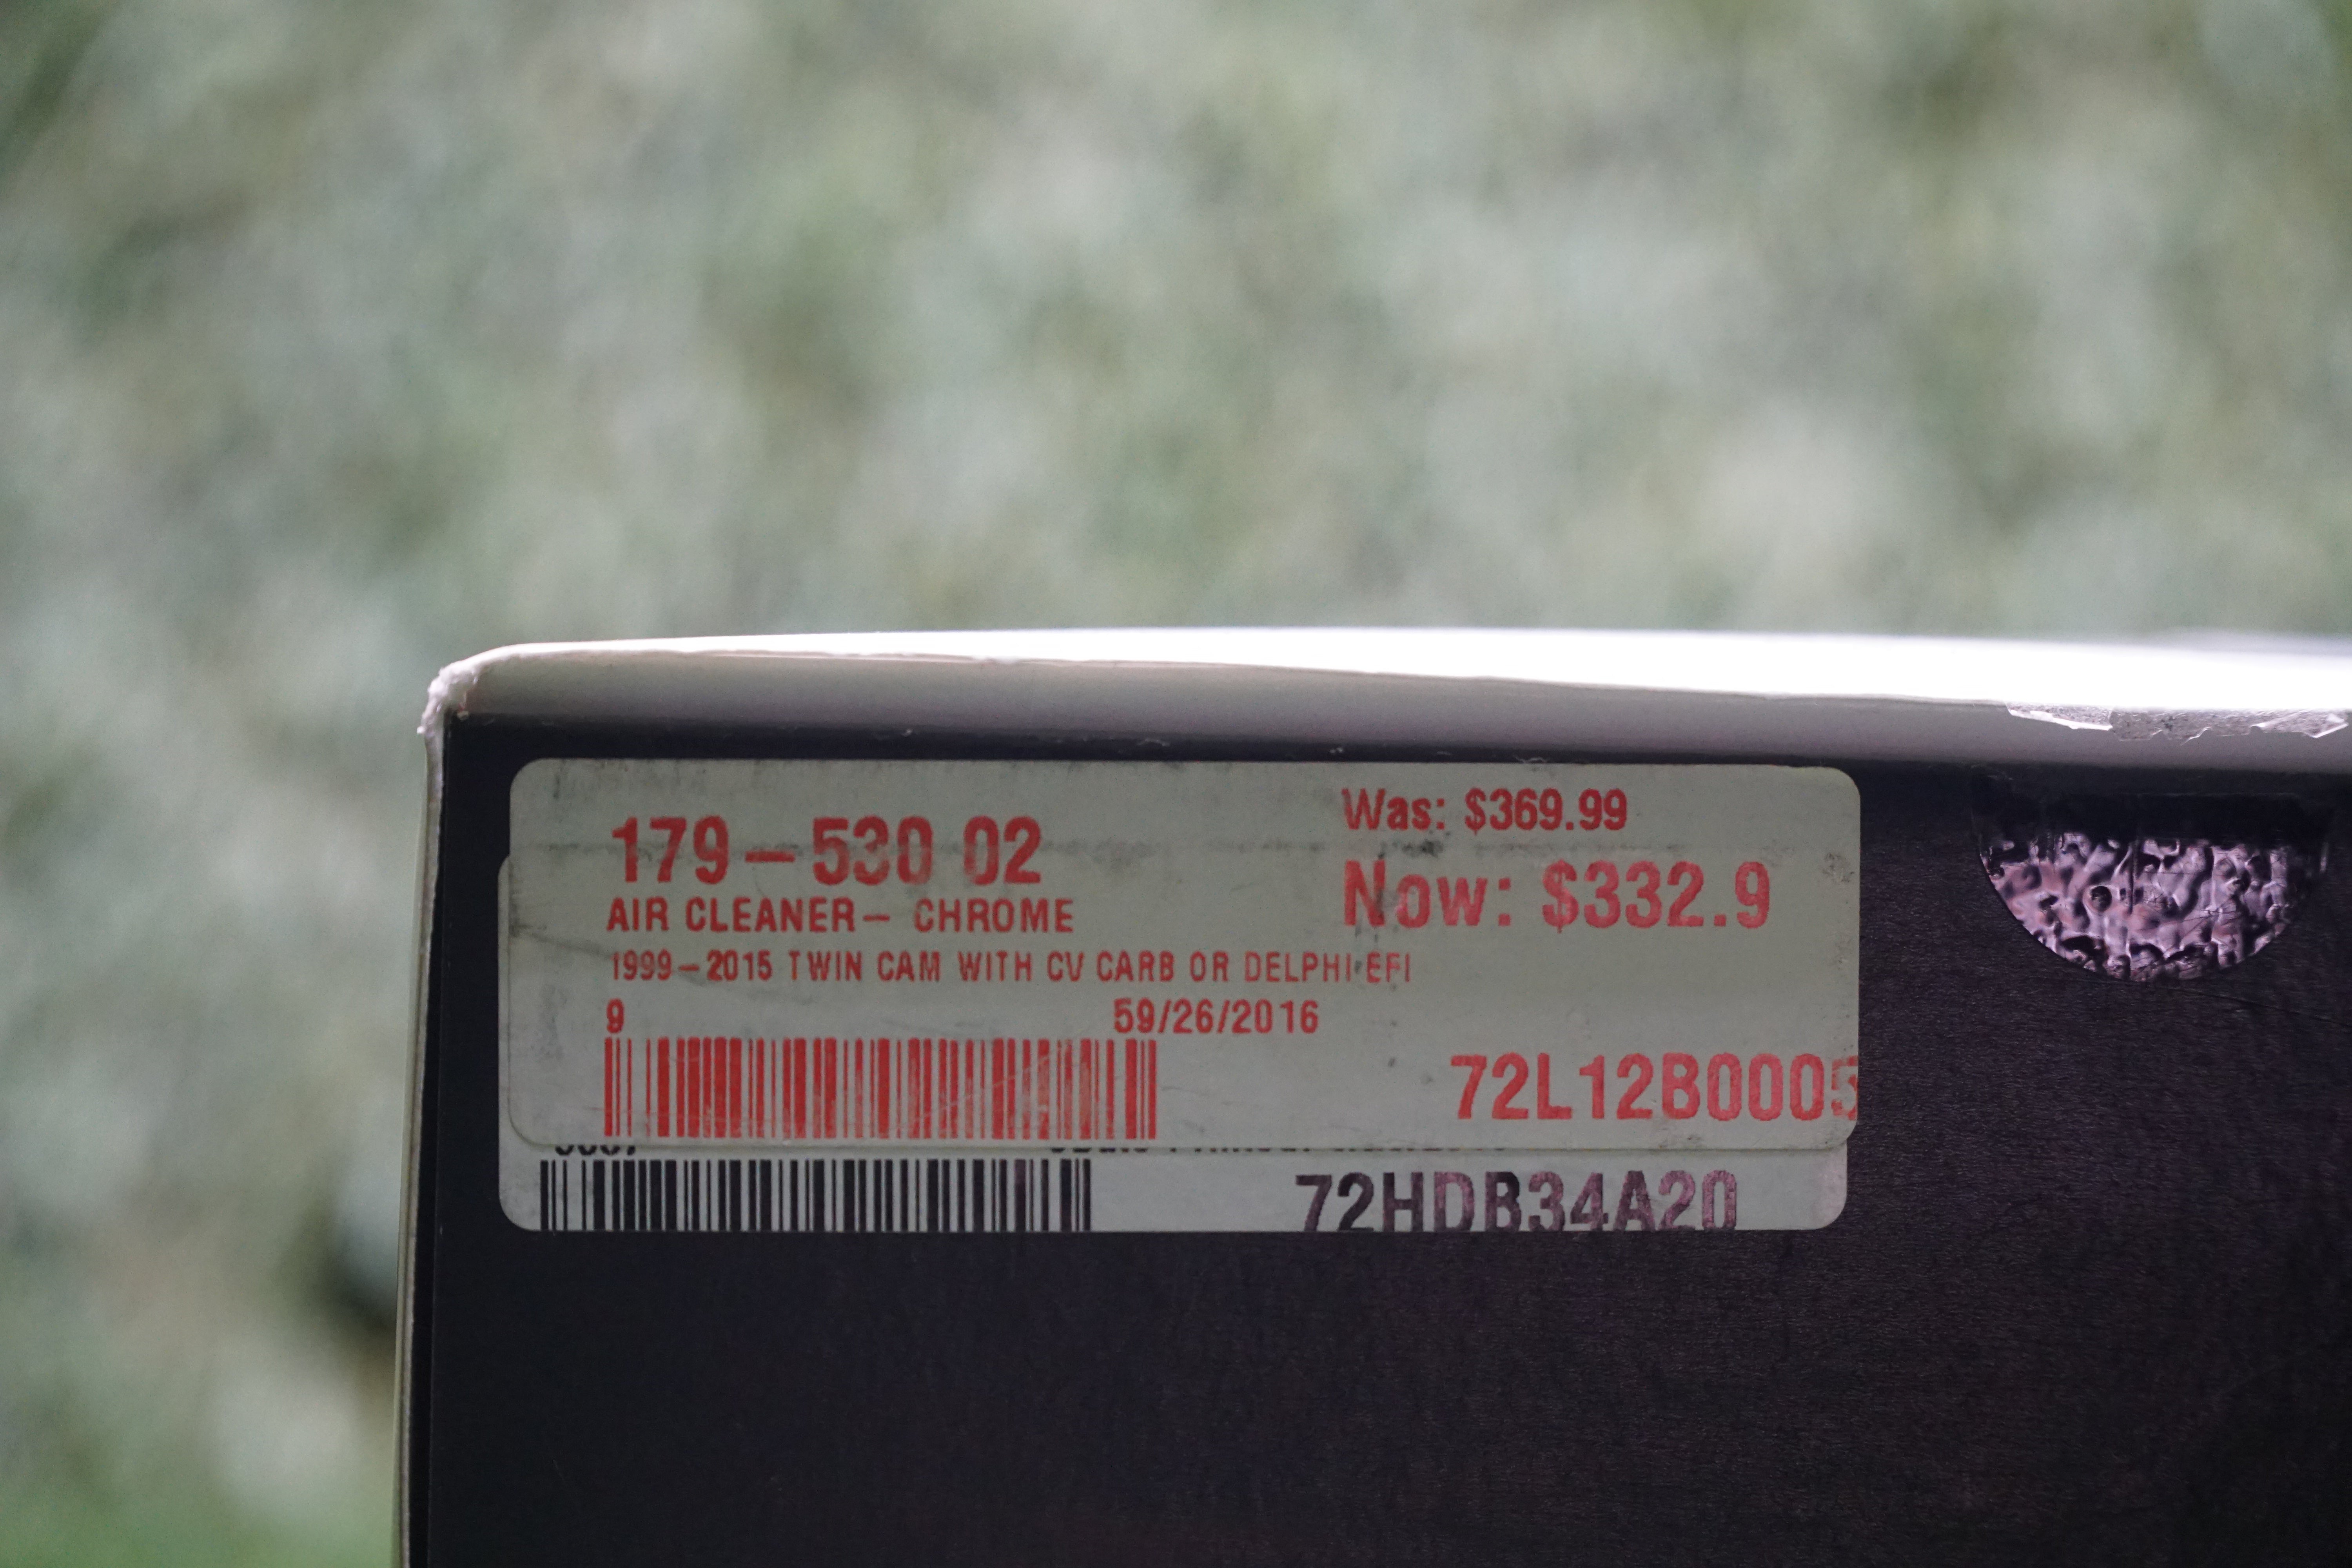 179-530 02
Was: $369.99
Now: $332.9
AIR CLEANER- CHROME
1999-2015 TWIN CAM WITH CV CARB OR DELPHI EFI
9 59/26/2016
72L12B0005
72HDB34A20